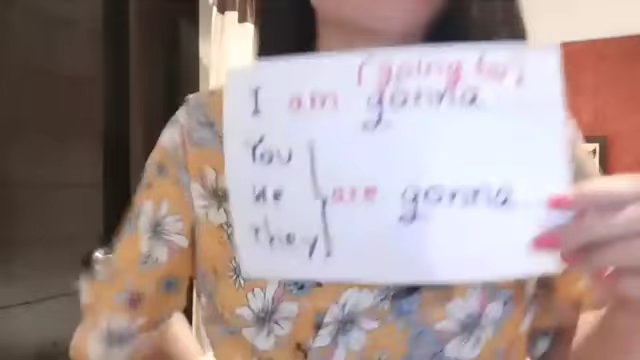 (going to)
I am gonna
You
We
They
are gonna